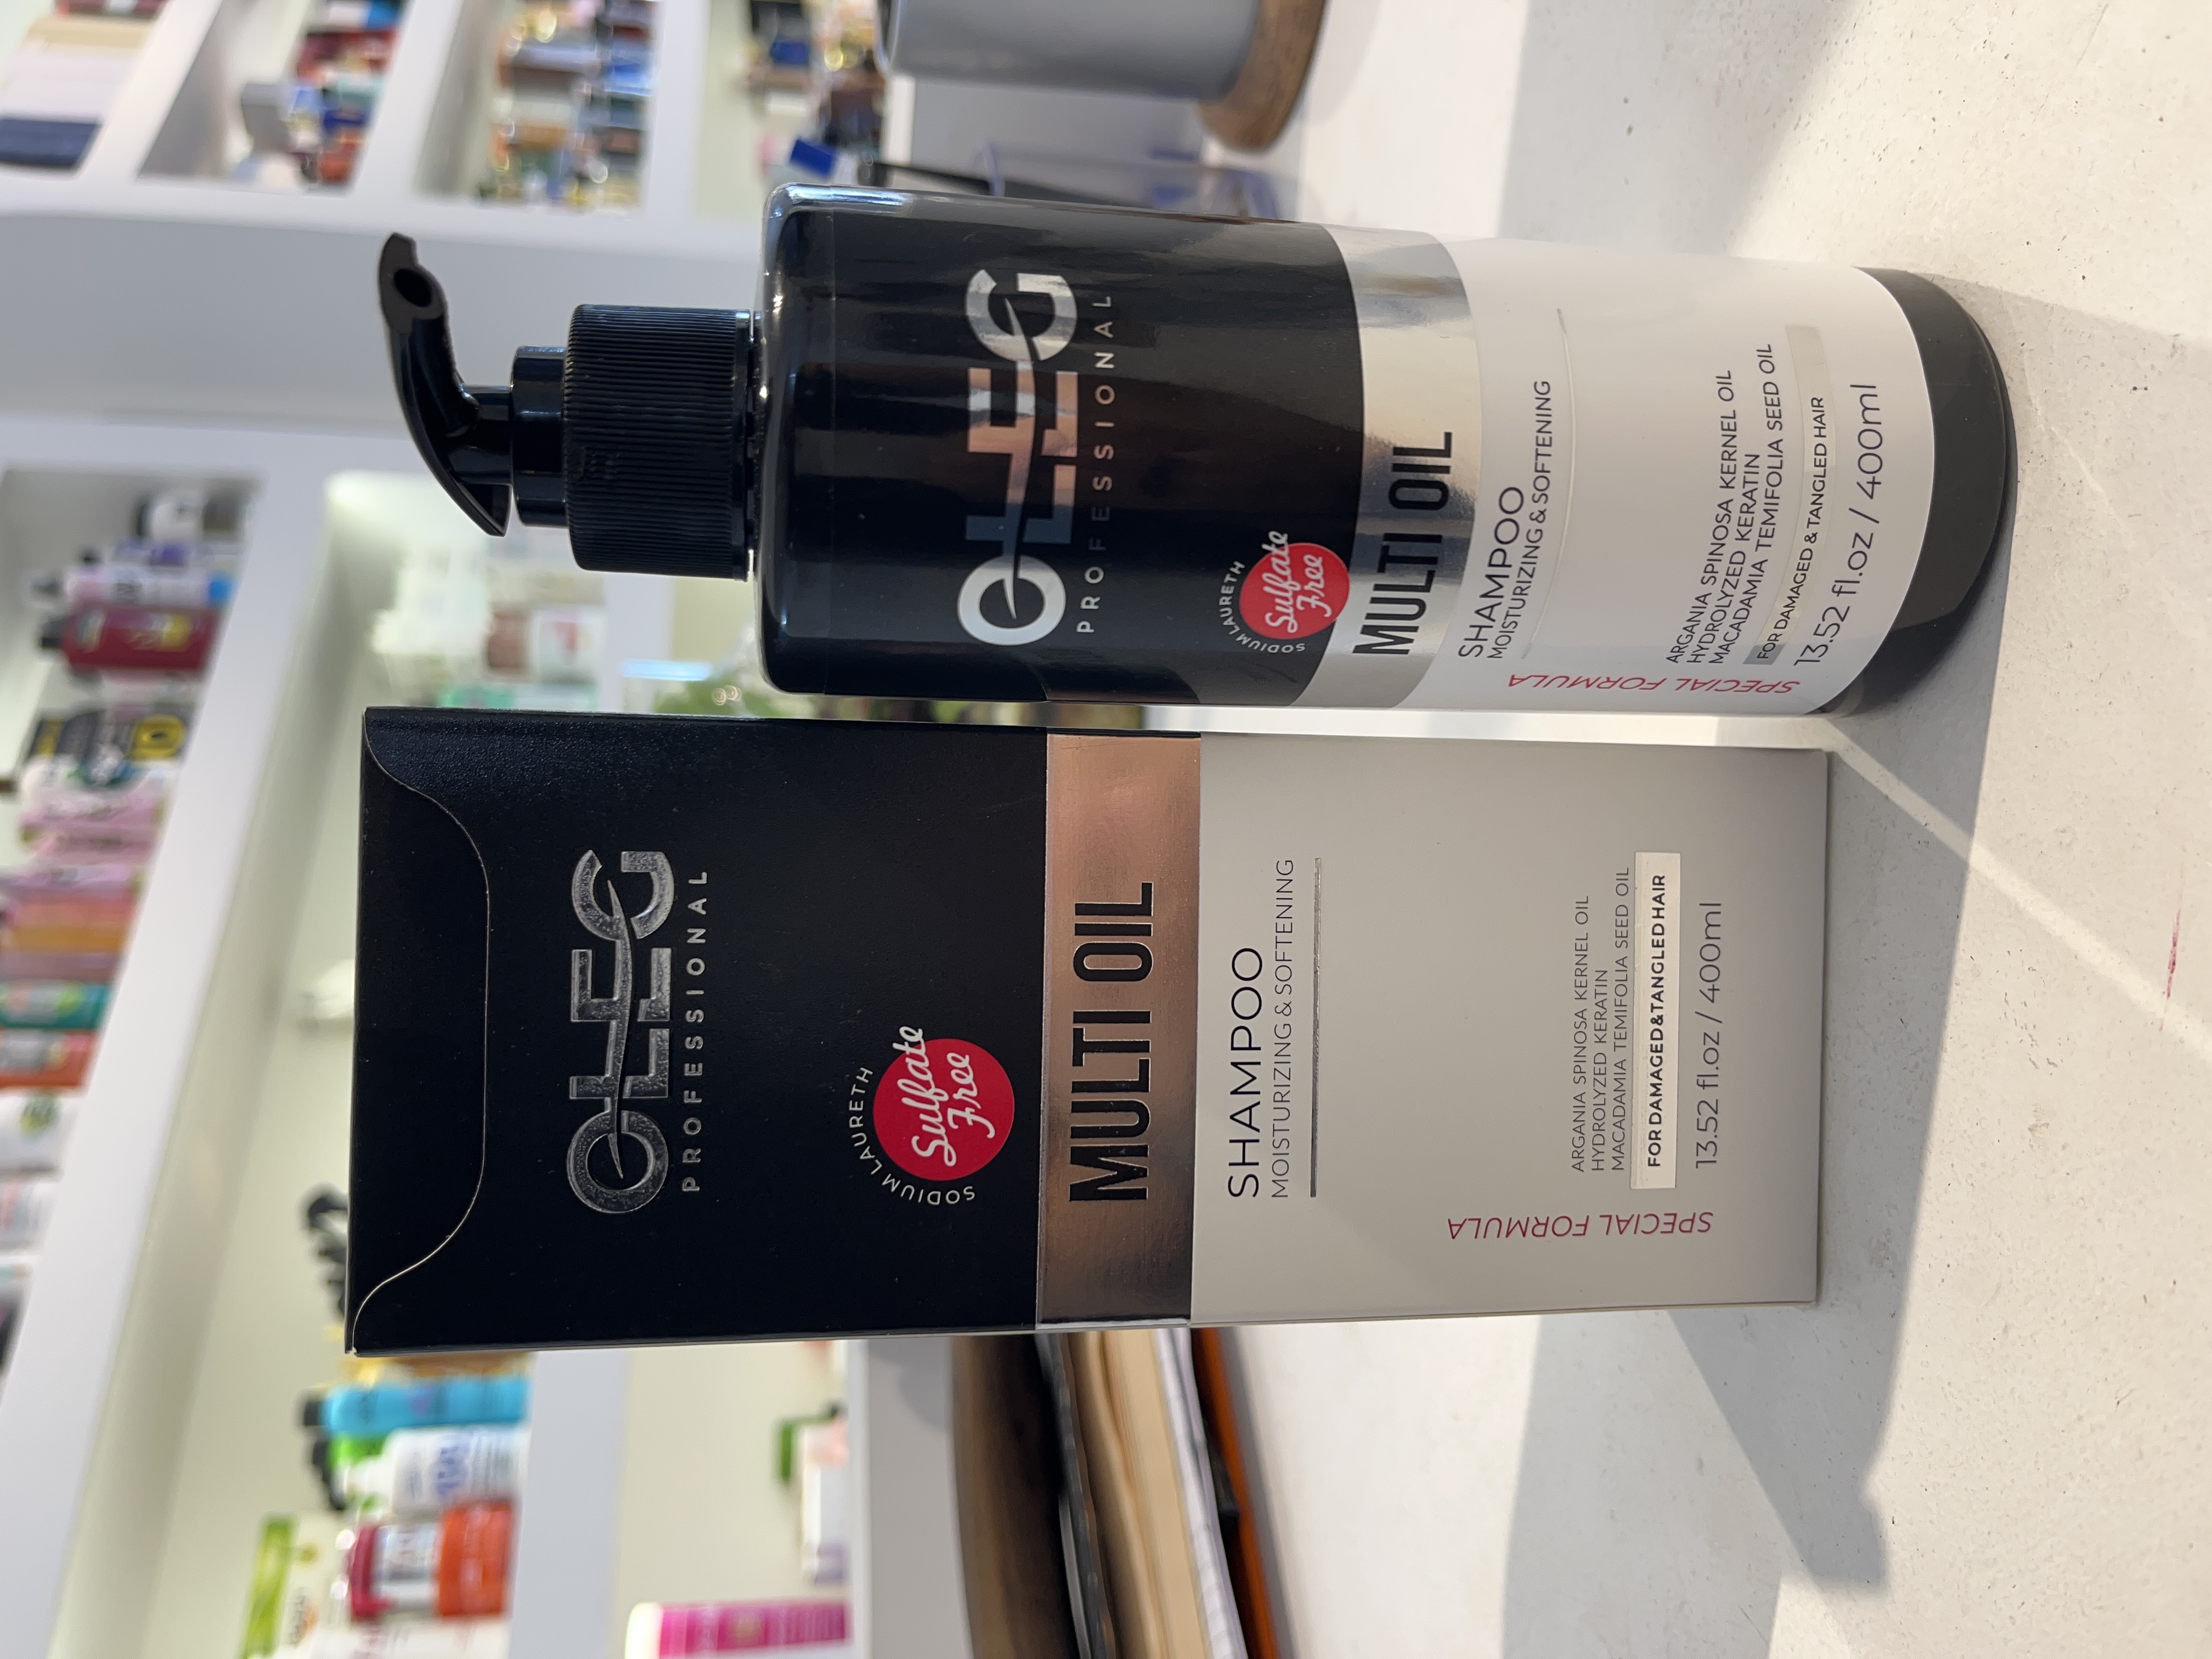 OLEG
PROFESSIONAL
SODIUM LAURETH
Sulfate
Free
MULTI OIL
SHAMPOO
MOISTURIZING & SOFTENING
SPECIAL FORMULA
ARGANIA SPINOSA KERNEL OIL
HYDROLYZED KERATIN
MACADAMIA TEMIFOLIA SEED OIL
FOR DAMAGED & TANGLED HAIR
13.52 fl.oz / 400ml
OLEG
PROFESSIONAL
SODIUM LAURETH
Sulfate
Free
MULTI OIL
SHAMPOO
MOISTURIZING & SOFTENING
SPECIAL FORMULA
ARGANIA SPINOSA KERNEL OIL
HYDROLYZED KERATIN
MACADAMIA TEMIFOLIA SEED OIL
FOR DAMAGED & TANGLED HAIR
13.52 fl.oz / 400ml